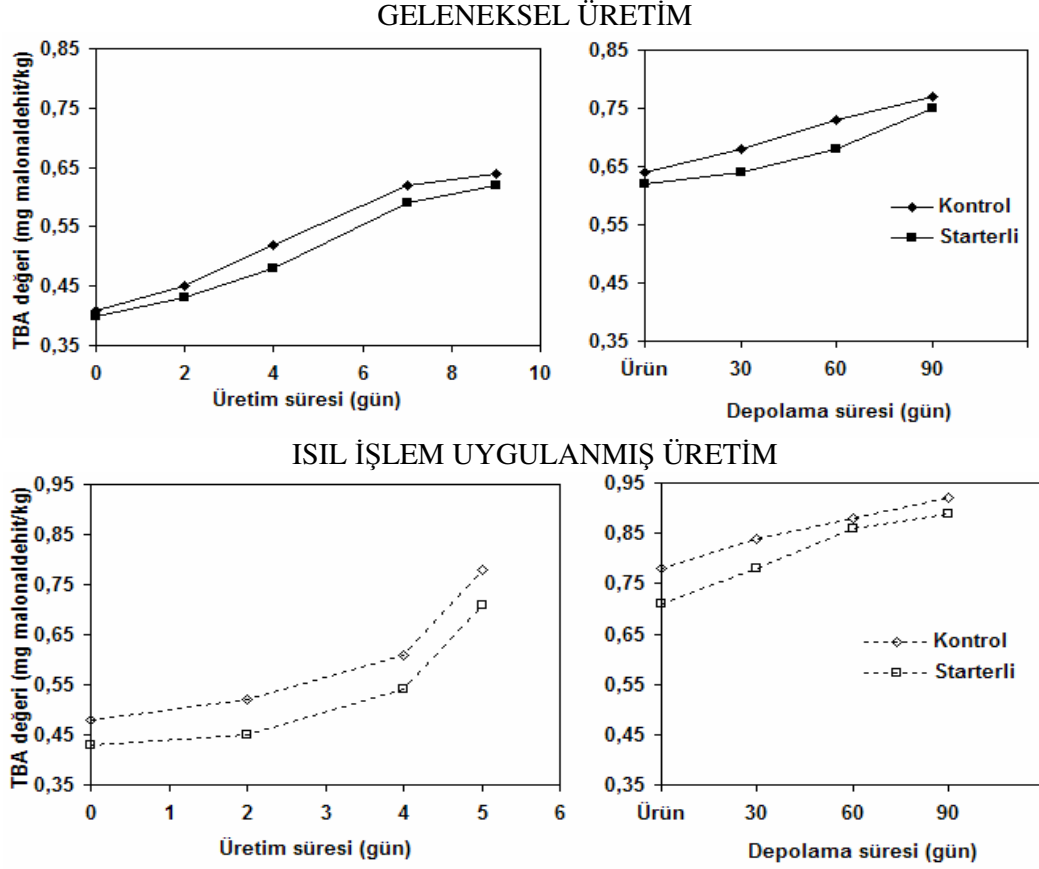 GELENEKSEL ÜRETİM
TBA değeri (mg malonaldehit/kg)
0,85
0,75
0,65
0,55
0,45
0,35
0 2 4 6 8 10
Üretim süresi (gün)
0,85
0,75
0,65
0,55
0,45
0,35
Kontrol
Starterli
Ürün 30 60 90
Depolama süresi (gün)
ISIL İŞLEM UYGULANMIŞ ÜRETİM
TBA değeri (mg malonaldehit/kg)
0,95
0,85
0,75
0,65
0,55
0,45
0,35
0 1 2 3 4 5 6
Üretim süresi (gün)
0,95
0,85
0,75
0,65
0,55
0,45
0,35
Kontrol
Starterli
Ürün 30 60 90
Depolama süresi (gün)